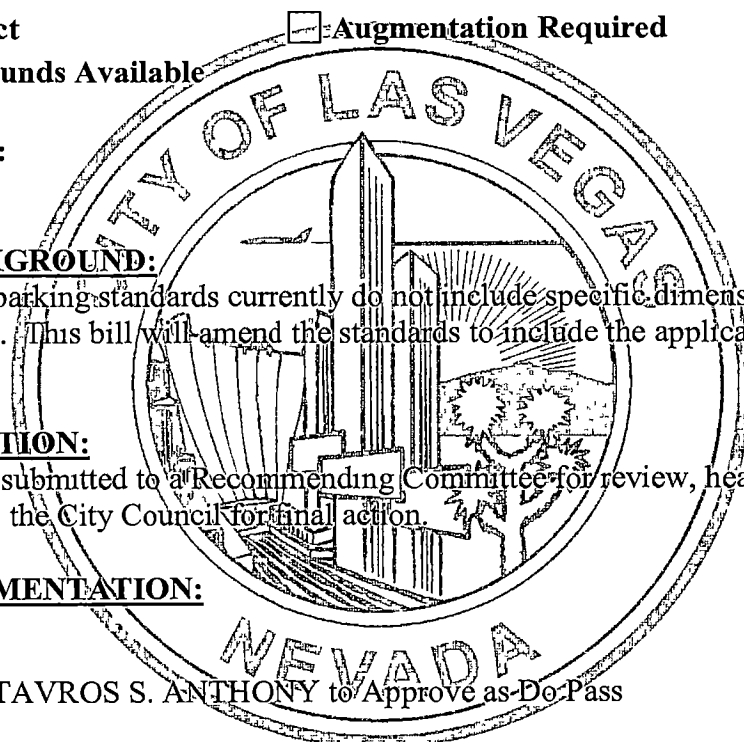 ct Augmentation Required
unds Available
:
CITY OF LAS VEGAS
KGROUND:
parking standards currently do not include specific dimens
. This bill will amend the standards to include the applica
TION:
submitted to a Recommending Committee for review, hea
the City Council for final action.
MENTATION:
NEVADA
TAVROS S. ANTHONY to Approve as Do Pass